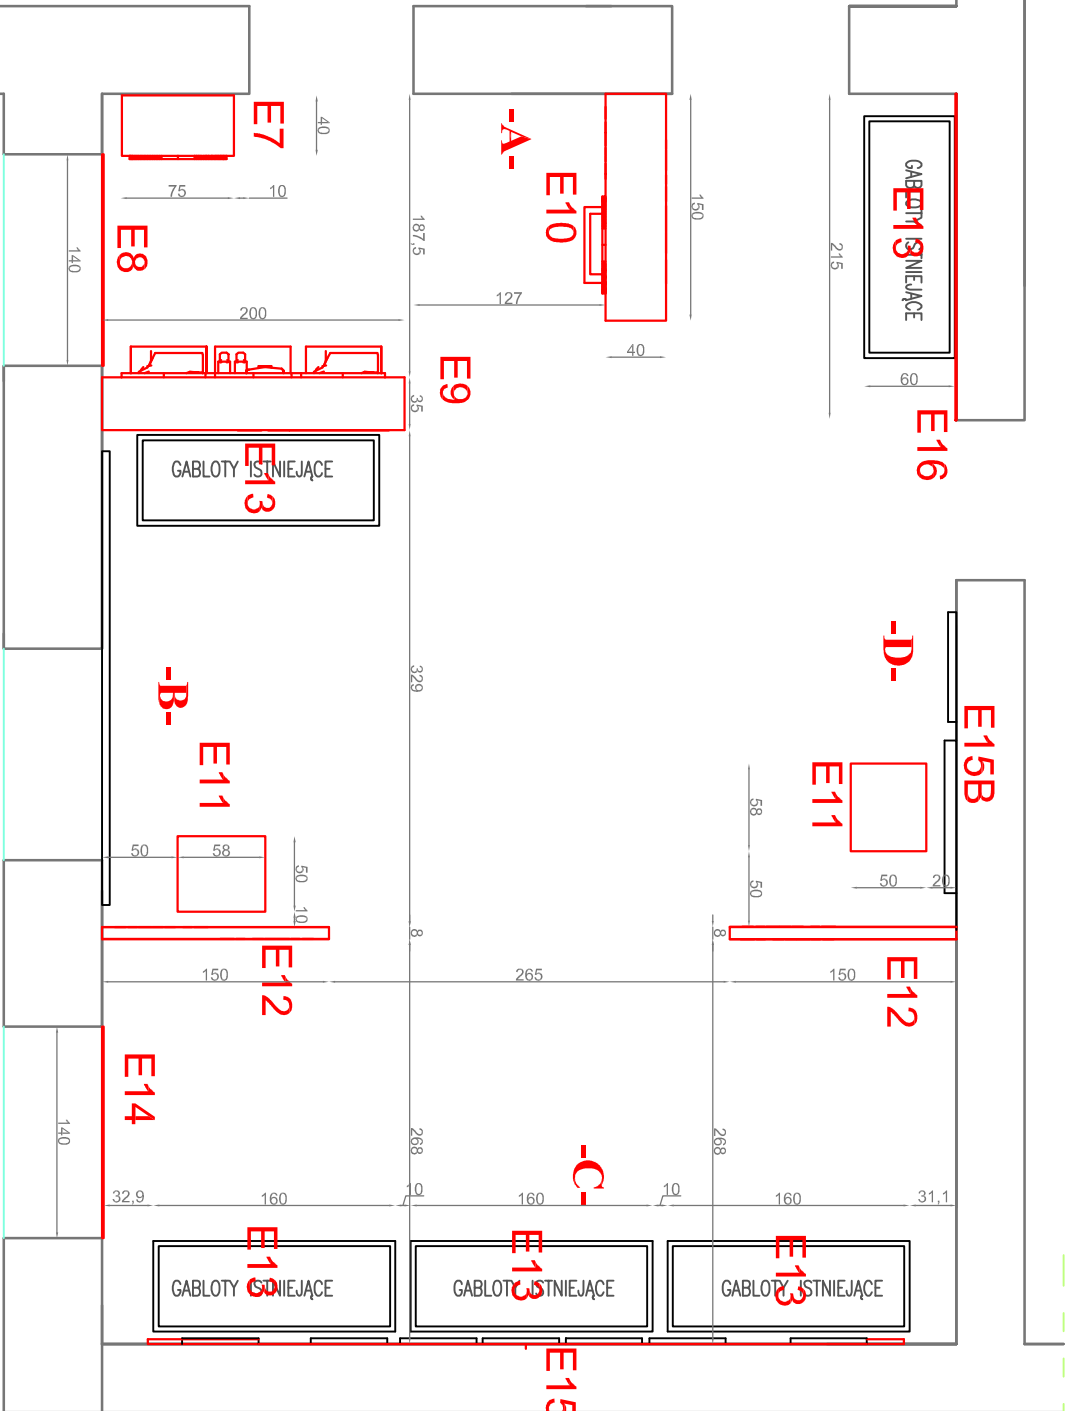 E7
40
-A-
75
10
E10
150
GABLOTY ISTNIEJĄCE
E13
E8
140
187,5
215
127
200
40
60
E9
35
E16
GABLOTY ISTNIEJĄCE
E13
329
-D-
-B-
E15B
E11
E11
58
50
58
50
50
50
20
10
8
8
E12
E12
150
265
150
E14
140
268
268
-C-
32,9
160
10
160
10
160
31,1
E13
GABLOTY ISTNIEJĄCE
E13
GABLOTY ISTNIEJĄCE
E13
GABLOTY ISTNIEJĄCE
E15